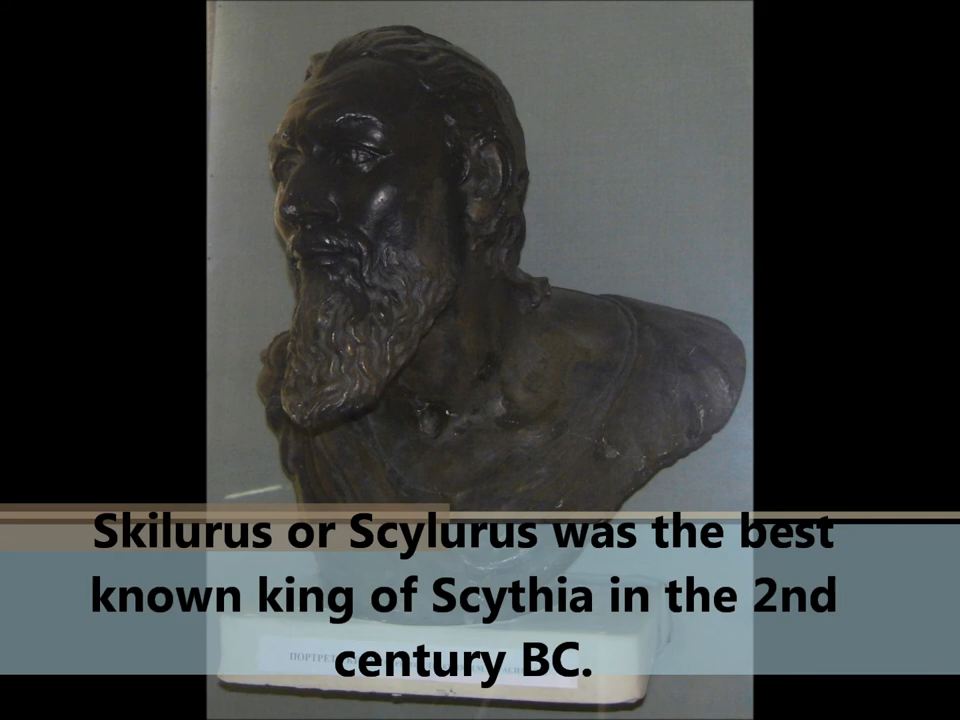 Skilurus or Scylurus was the best
known king of Scythia in the 2nd
century BC.